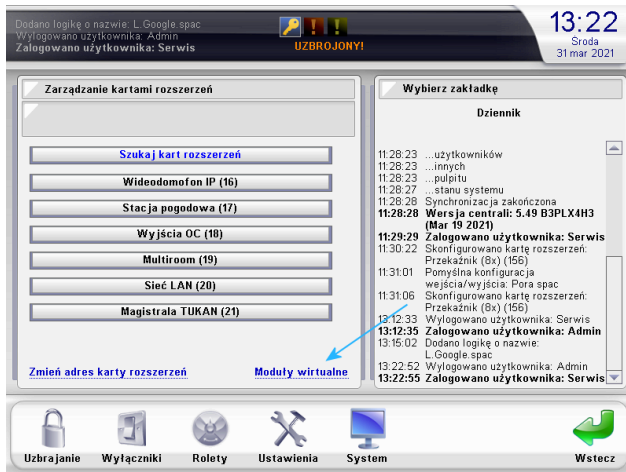 Dodano logikę o nazwie: L.Google.spac
Wylogowano użytkownika: Admin
Zalogowano użytkownika: Serwis
UZBROJONY!
13:22
Środa
31 mar 2021
Zarządzanie kartami rozszerzeń
Szukaj kart rozszerzeń
Wideodomofon IP (16)
Stacja pogodowa (17)
Wyjścia OC (18)
Multiroom (19)
Sieć LAN (20)
Magistrala TUKAN (21)
Zmień adres karty rozszerzeń
Moduły wirtualne
Wybierz zakładkę
Dziennik
11:28:23 ...użytkowników
11:28:23 ...innych
11:28:23 ...pulpitu
11:28:27 ...stanu systemu
11:28:28 Synchronizacja zakończona
11:28:28 Wersja centrali: 5.49 B3PLX4H3
(Mar 19 2021)
11:29:29 Zalogowano użytkownika: Serwis
11:30:22 Skonfigurowano kartę rozszerzeń:
Przekaźnik (8x) (156)
11:31:01 Pomyślna konfiguracja
wejścia/wyjścia: Pora spac
11:31:06 Skonfigurowano kartę rozszerzeń:
Przekaźnik (8x) (156)
13:12:33 Wylogowano użytkownika: Serwis
13:12:35 Zalogowano użytkownika: Admin
13:15:02 Dodano logikę o nazwie:
L.Google.spac
13:22:52 Wylogowano użytkownika: Admin
13:22:55 Zalogowano użytkownika: Serwis
Uzbrajanie
Wyłączniki
Rolety
Ustawienia
System
Wstecz